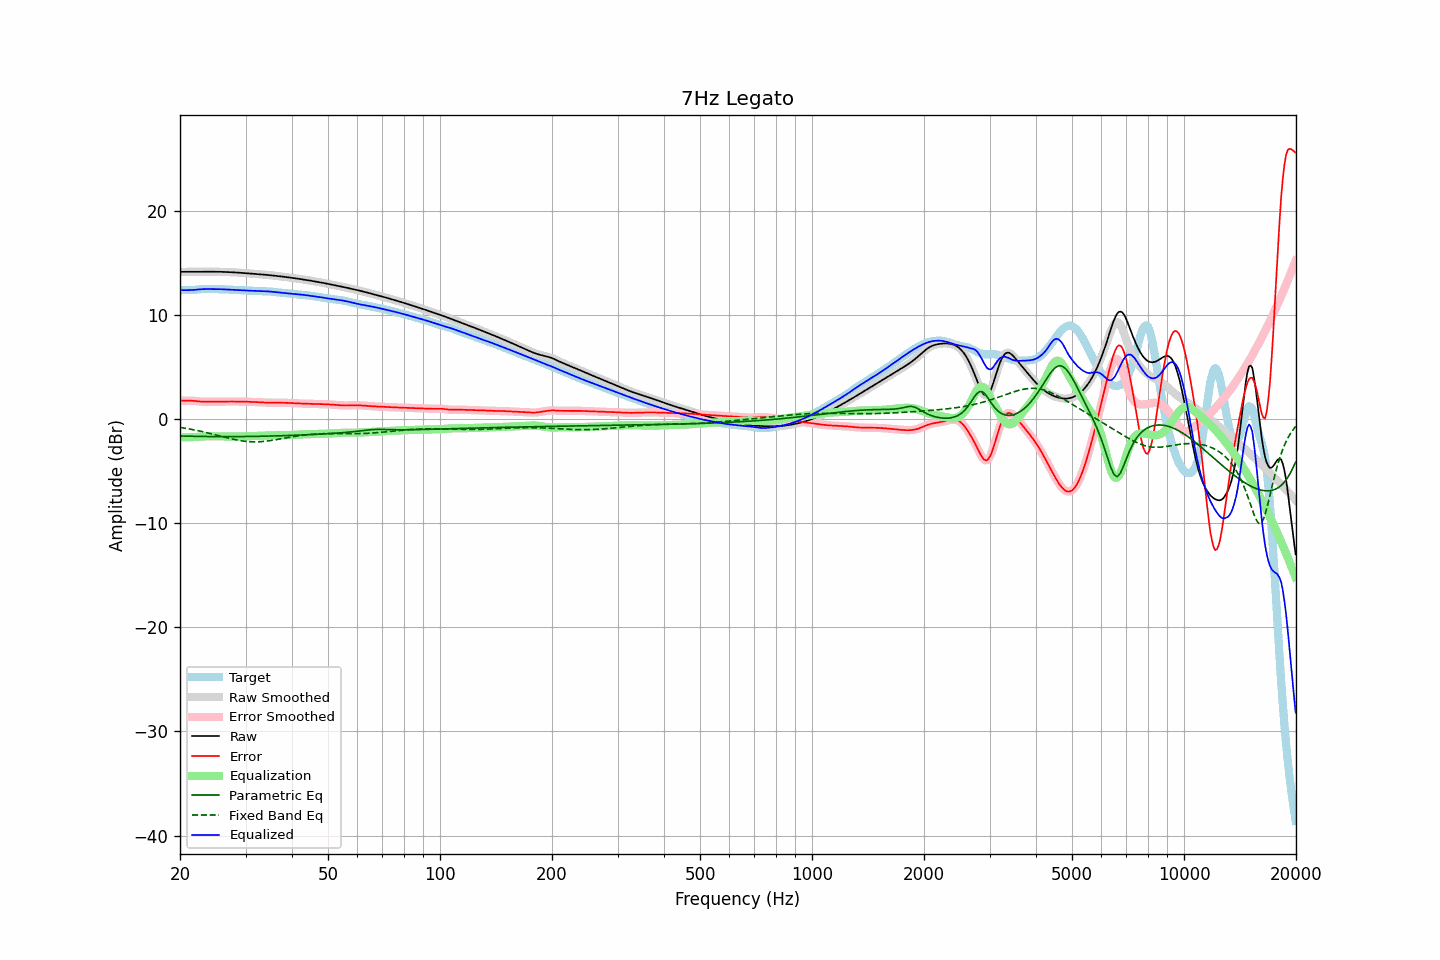 7Hz Legato
Amplitude (dBr)
20
10
0
−10
−20
−30
−40
Target
Raw Smoothed
Error Smoothed
Raw
Error
Equalization
Parametric Eq
Fixed Band Eq
Equalized
20
50
100
200
500
1000
2000
5000
10000
20000
Frequency (Hz)